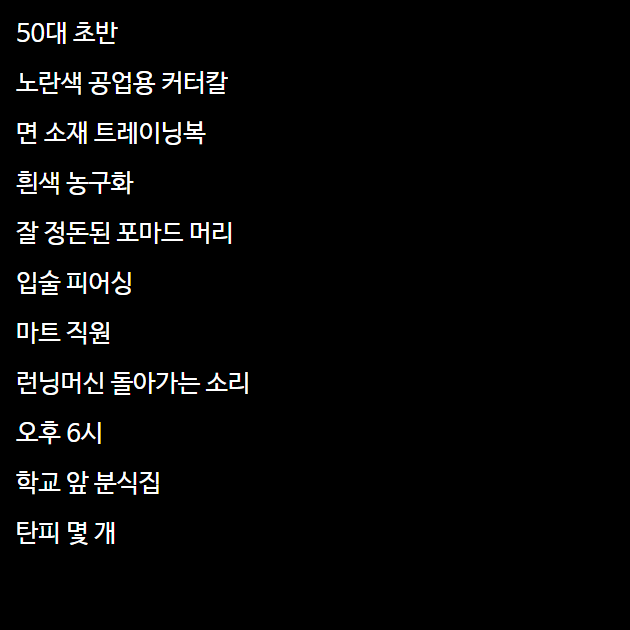 50대 초반
노란색 공업용 커터칼
면 소재 트레이닝복
흰색 농구화
잘 정돈된 포마드 머리
입술 피어싱
마트 직원
런닝머신 돌아가는 소리
오후 6시
학교 앞 분식집
탄피 몇 개